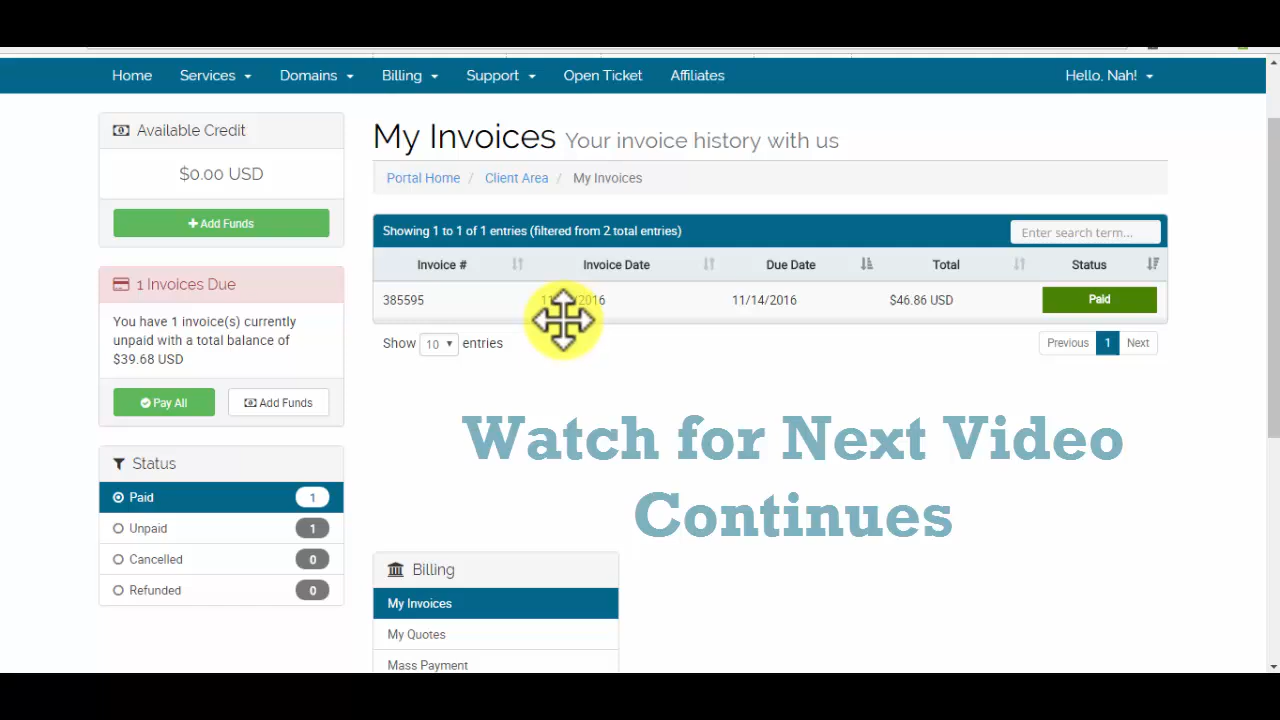 Home Services Domains Billing Support Open Ticket Affiliates Hello, Nah!
Available Credit
$0.00 USD
Add Funds
1 Invoices Due
You have 1 invoice(s) currently
unpaid with a total balance of
$39.68 USD
Pay All Add Funds
Status
Paid 1
Unpaid 1
Cancelled 0
Refunded 0
My Invoices Your invoice history with us
Portal Home / Client Area / My Invoices
Showing 1 to 1 of 1 entries (filtered from 2 total entries) Enter search term...
Invoice # Invoice Date Due Date Total Status
385595 11/14/2016 $46.86 USD Paid
Show 10 entries Previous 1 Next
Watch for Next Video
Continues
Billing
My Invoices
My Quotes
Mass Payment